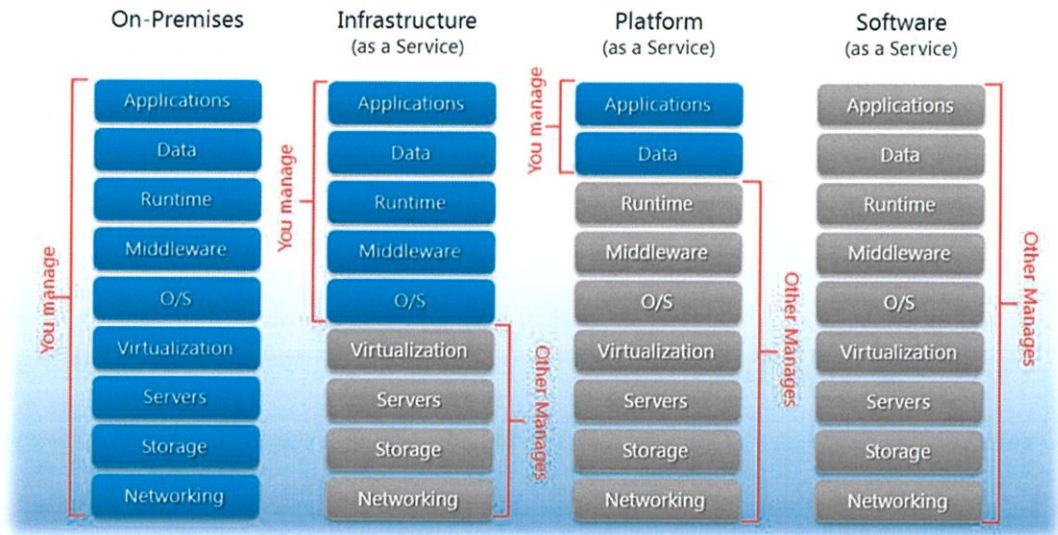 On-Premises
You manage
Applications
Data
Runtime
Middleware
O/S
Virtualization
Servers
Storage
Networking
Infrastructure
(as a Service)
You manage
Applications
Data
Runtime
Middleware
O/S
Virtualization
Servers
Storage
Networking
Other Manages
Platform
(as a Service)
You manage
Applications
Data
Runtime
Middleware
O/S
Virtualization
Servers
Storage
Networking
Other Manages
Software
(as a Service)
Applications
Data
Runtime
Middleware
O/S
Virtualization
Servers
Storage
Networking
Other Manages